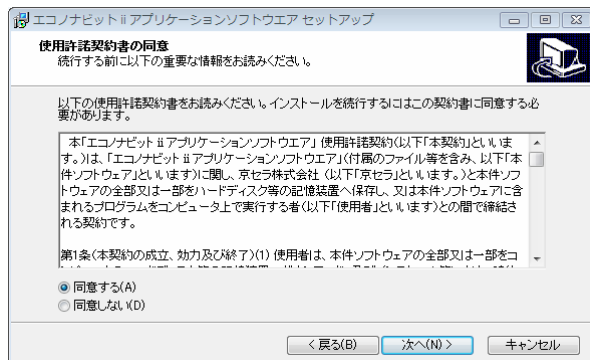 エコノナビット ii アプリケーションソフトウエア セットアップ
使用許諾契約書の同意
続行する前に以下の重要な情報をお読みください。
以下の使用許諾契約書をお読みください。インストールを続行するにはこの契約書に同意する必
要があります。
本「エコノナビット ii アプリケーションソフトウエア」 使用許諾契約(以下「本契約」といいま
す。)は、「エコノナビット ii アプリケーションソフトウエア」(付属のファイル等を含み、以下「本
件ソフトウェア」といいます)に関し、京セラ株式会社 (以下「京セラ」といいます。)と本件ソフ
トウェアの全部又は一部をハードディスク等の記憶装置へ保存し、又は本件ソフトウェアに含
まれるプログラムをコンピュータ上で実行する者(以下「使用者」といいます)との間で締結さ
れる契約です。
第1条(本契約の成立、効力及び終了)(1) 使用者は、本件ソフトウェアの全部又は一部をコ
同意する(A)
同意しない(D)
< 戻る(B)
次へ(N) >
キャンセル